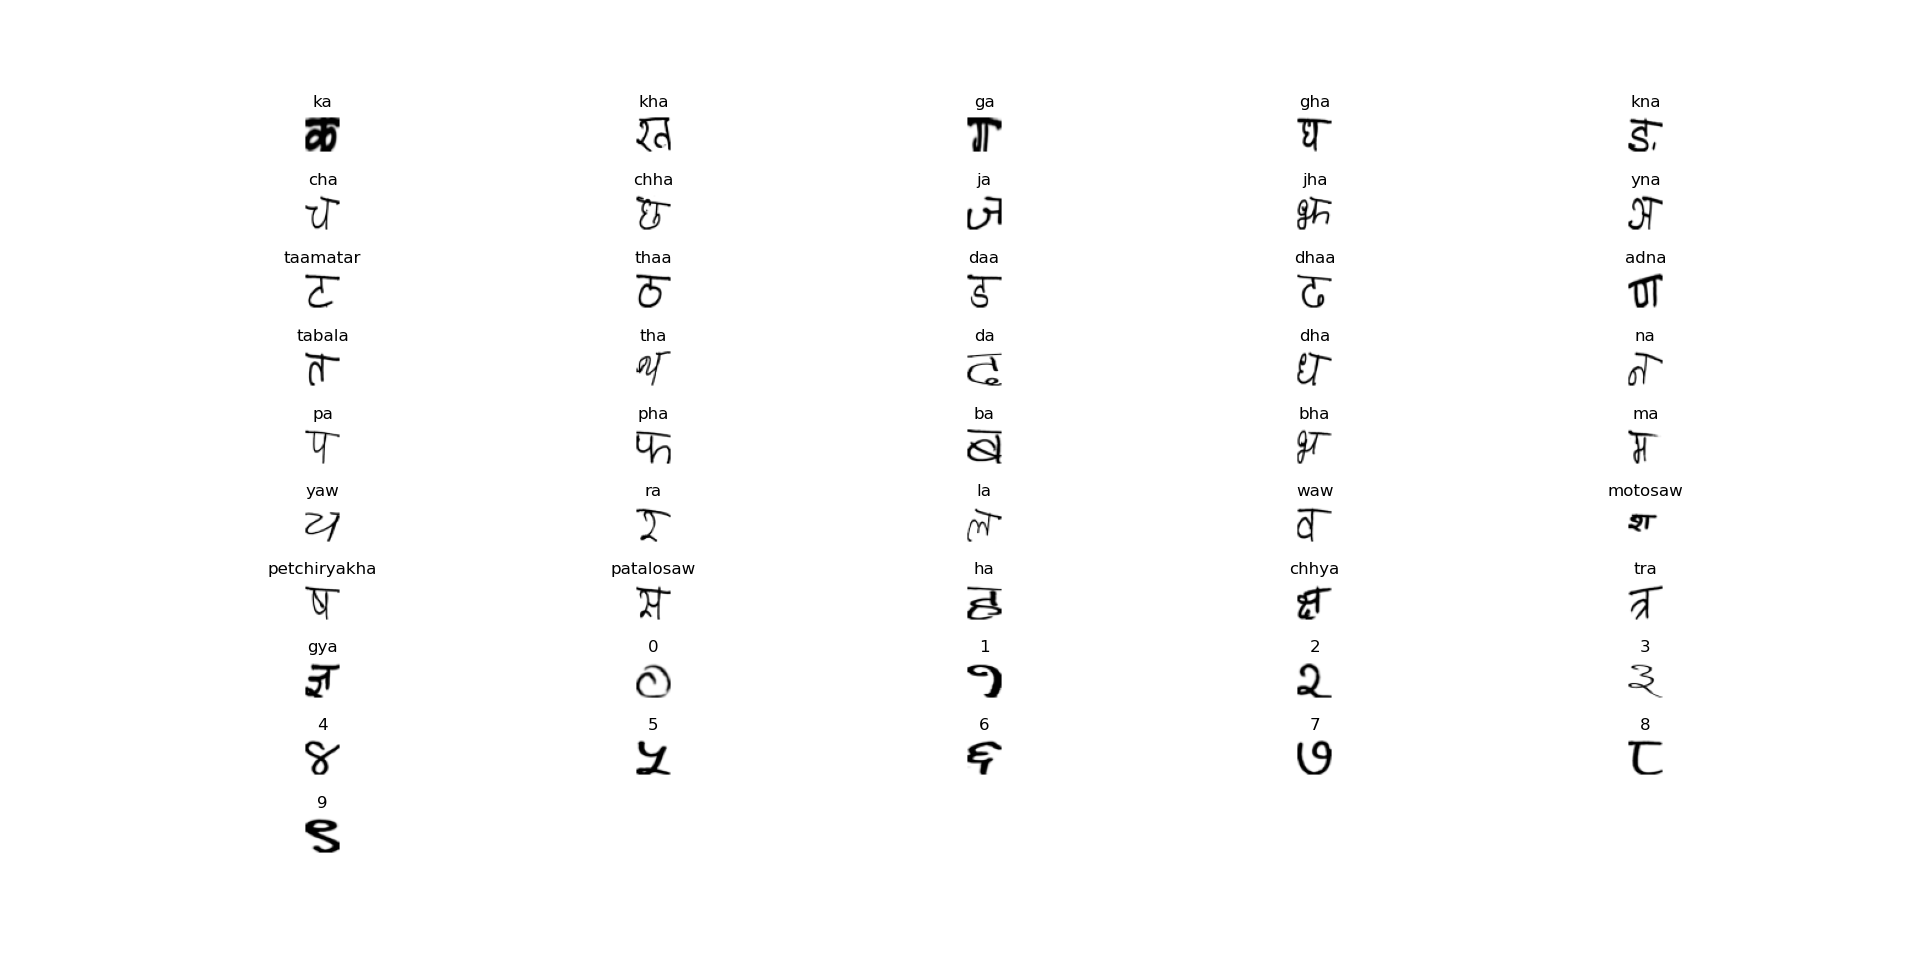 ka kha ga gha kna
क ख ग घ ङ
cha chha ja jha yna
च छ ज झ ञ
taamatar thaa daa dhaa adna
ट ठ ड ढ ण
tabala tha da dha na
त थ द ध न
pa pha ba bha ma
प फ ब भ म
yaw ra la waw motosaw
य र ल व श
petchiryakha patalosaw ha chhya tra
ष स ह क्ष त्र
gya 0 1 2 3
ज्ञ ० १ २ ३
4 5 6 7 8
४ ५ ६ ७ ८
9
९